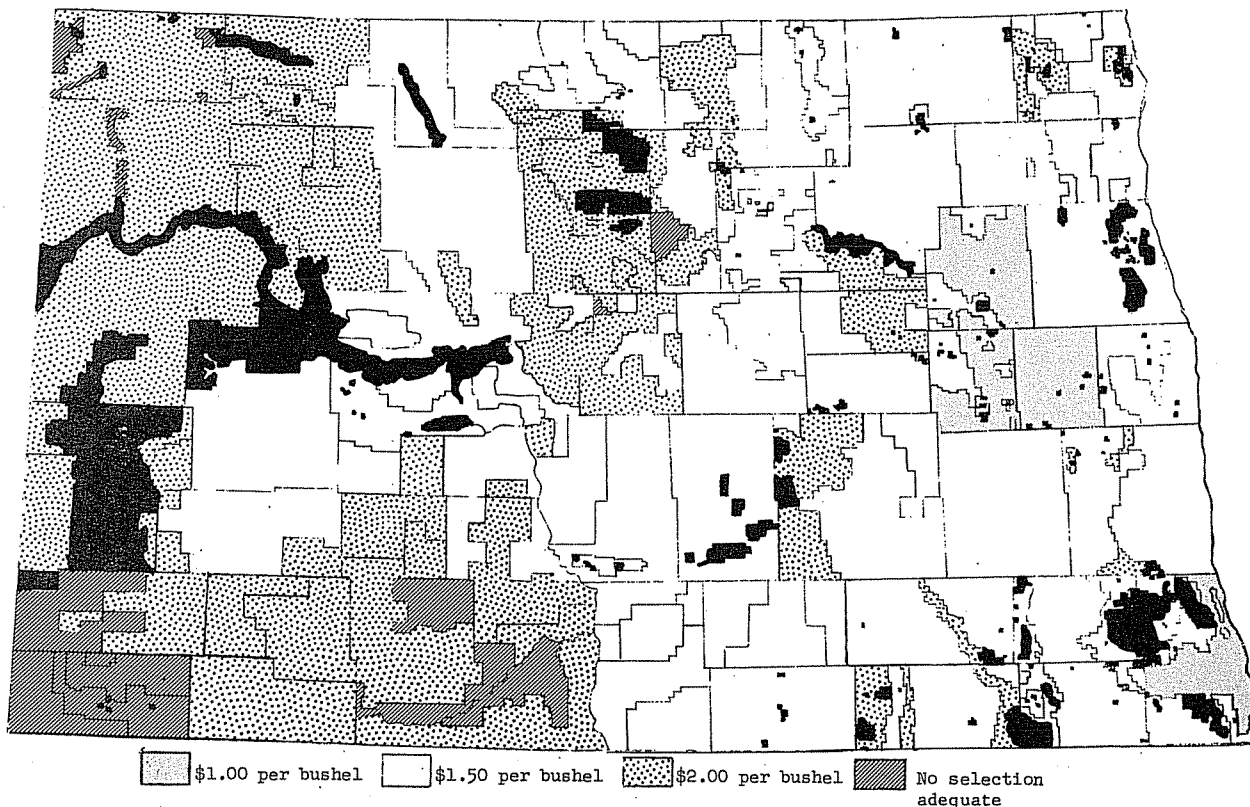 $1.00 per bushel
$1.50 per bushel
$2.00 per bushel
No selection
adequate